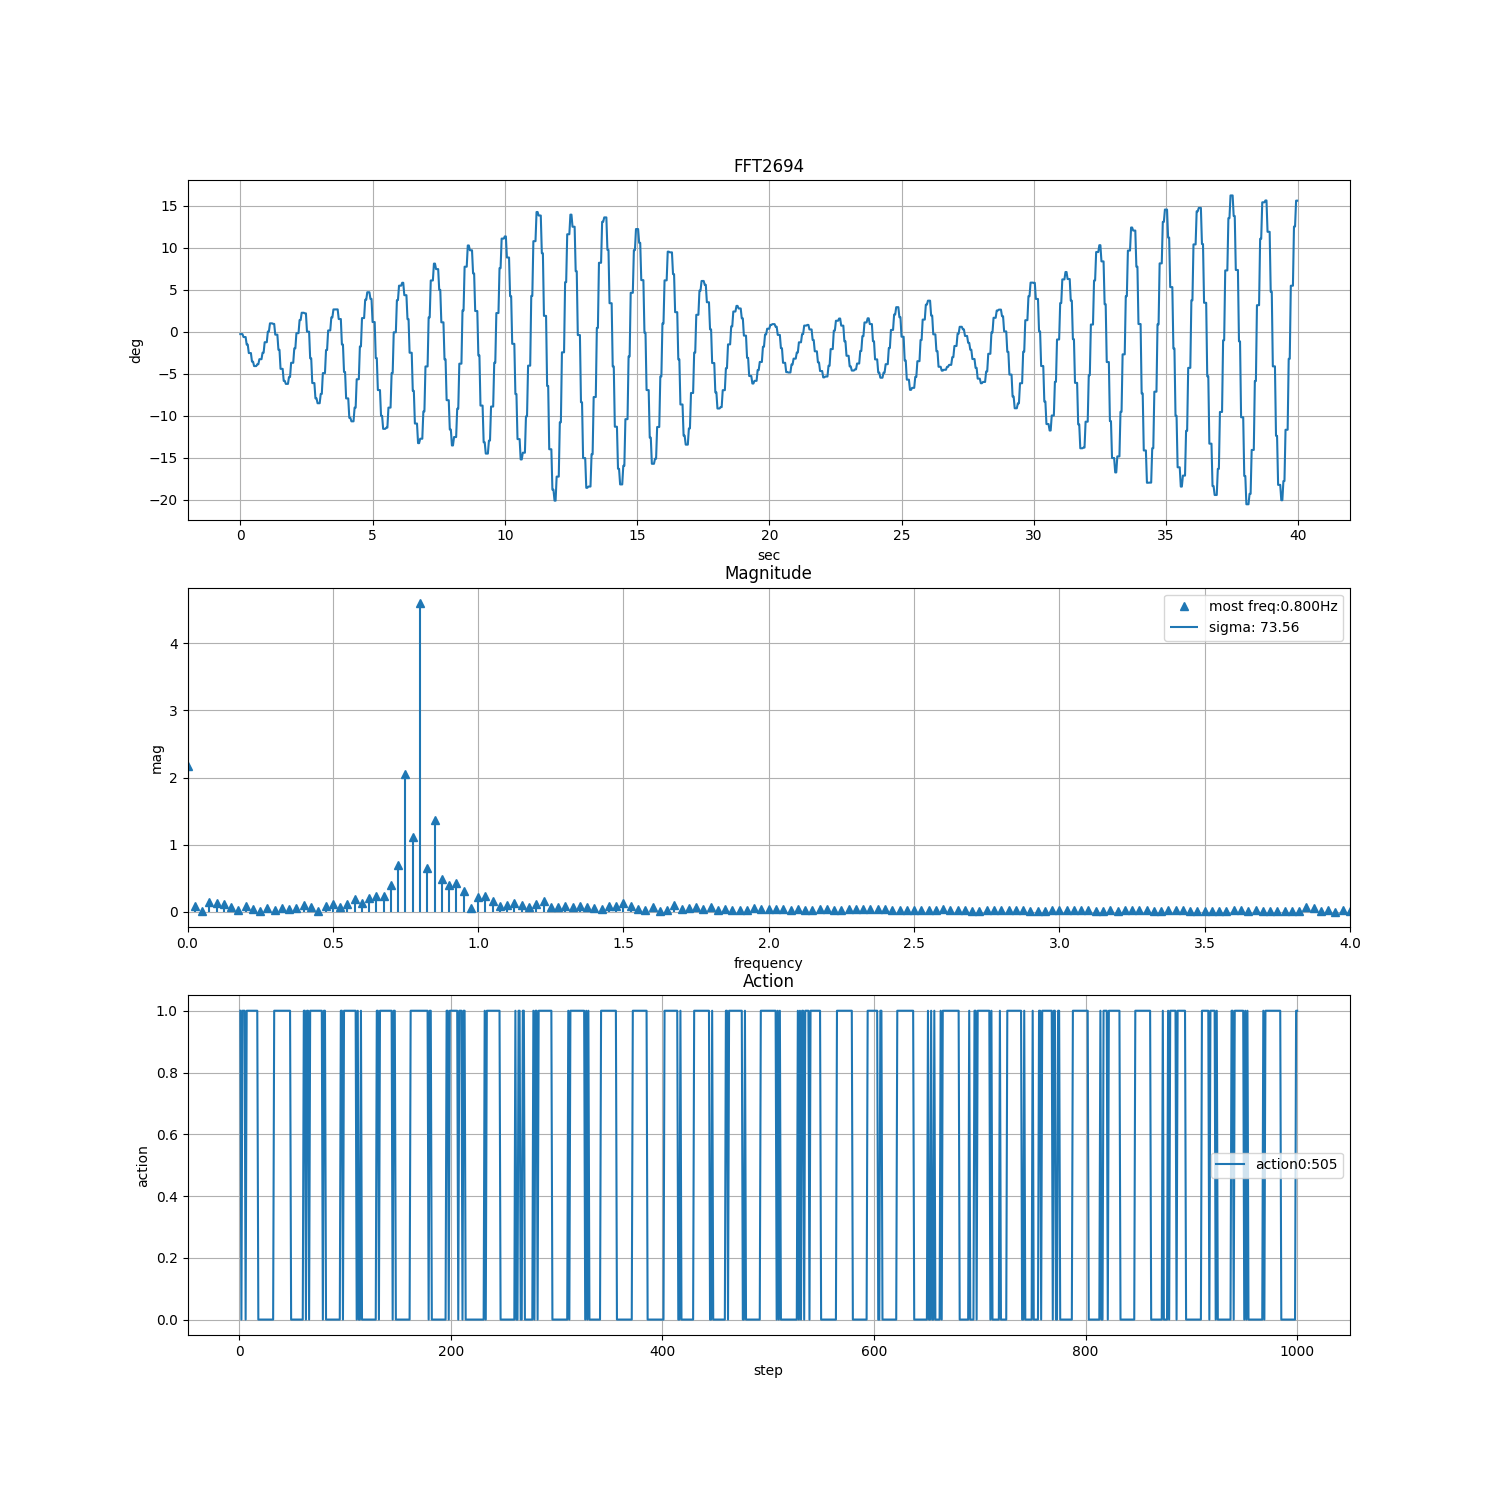 FFT2694
15
10
5
0
−5
−10
−15
−20
deg
0 5 10 15 20 25 30 35 40
sec
Magnitude
most freq:0.800Hz
sigma: 73.56
4
3
2
1
0
mag
0.0 0.5 1.0 1.5 2.0 2.5 3.0 3.5 4.0
frequency
Action
1.0
0.8
0.6
0.4
0.2
0.0
action
action0:505
0 200 400 600 800 1000
step